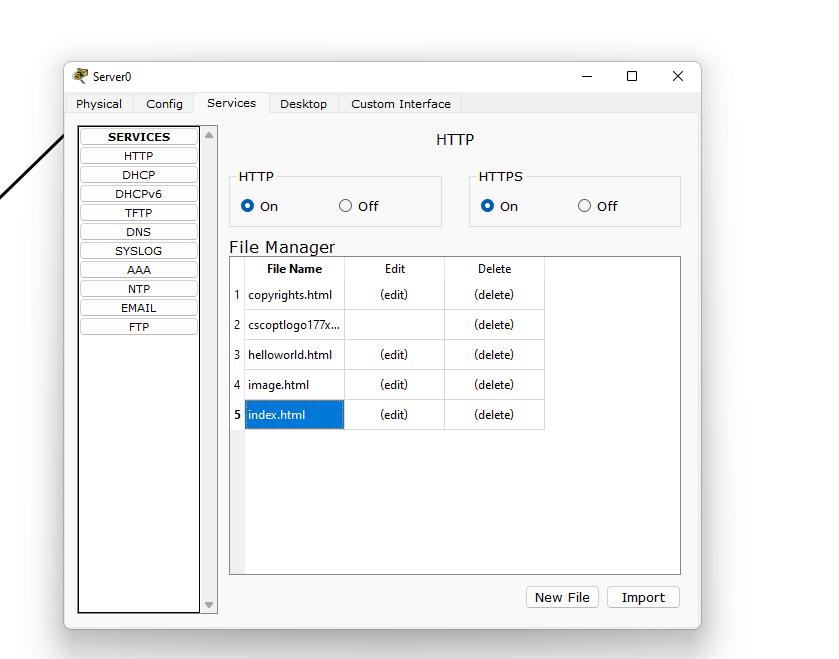 Server0
Physical Config Services Desktop Custom Interface
SERVICES
HTTP
DHCP
DHCPv6
TFTP
DNS
SYSLOG
AAA
NTP
EMAIL
FTP
HTTP
HTTP
On Off
HTTPS
On Off
File Manager
File Name Edit Delete
1 copyrights.html (edit) (delete)
2 cscoptlogo177x... (delete)
3 helloworld.html (edit) (delete)
4 image.html (edit) (delete)
5 index.html (edit) (delete)
New File Import